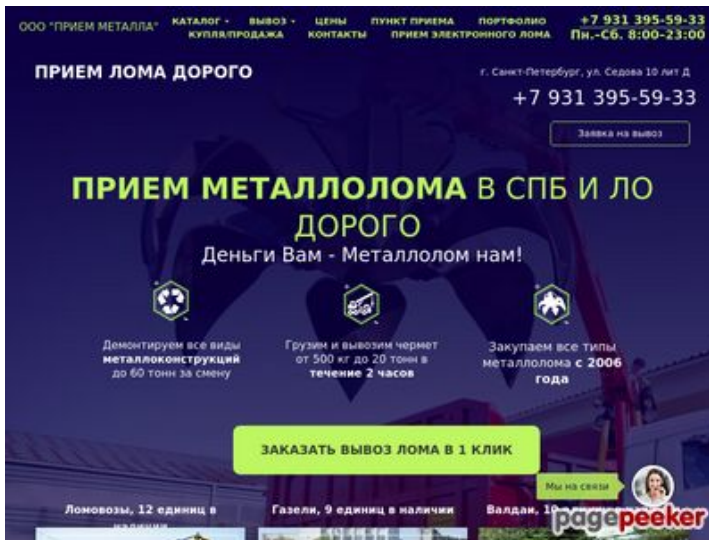 ООО "ПРИЕМ МЕТАЛЛА"
КАТАЛОГ ВЫВОЗ ЦЕНЫ ПУНКТ ПРИЕМА ПОРТФОЛИО
КУПЛЯ/ПРОДАЖА КОНТАКТЫ ПРИЕМ ЭЛЕКТРОННОГО ЛОМА
+7 931 395-59-33
Пн.-Сб. 8:00-23:00
ПРИЕМ ЛОМА ДОРОГО
г. Санкт-Петербург, ул. Седова 10 лит Д
+7 931 395-59-33
Заявка на вывоз
ПРИЕМ МЕТАЛЛОЛОМА В СПБ И ЛО
ДОРОГО
Деньги Вам - Металлолом нам!
Демонтируем все виды
металлоконструкций
до 60 тонн за смену
Грузим и вывозим чермет
от 500 кг до 20 тонн в
течение 2 часов
Закупаем все типы
металлолома с 2006
года
ЗАКАЗАТЬ ВЫВОЗ ЛОМА В 1 КЛИК
Мы на связи
Ломовозы, 12 единиц в
наличии
Газели, 9 единиц в наличии
Валдаи, 10
pagepeeker